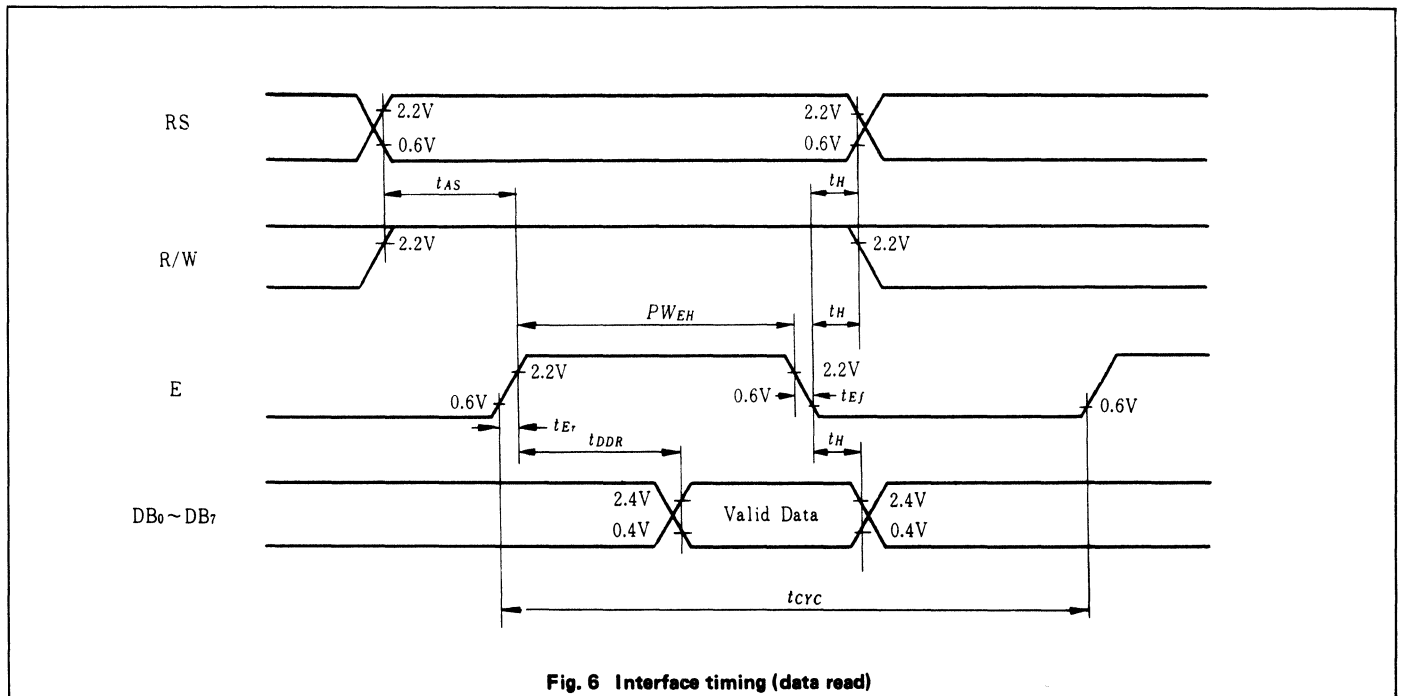 RS
2.2V
0.6V
2.2V
0.6V
tAS
tH
R/W
2.2V
2.2V
PWEH
tH
E
2.2V
0.6V
2.2V
0.6V
tEf
0.6V
tEr
tDDR
tH
DB0~DB7
2.4V
0.4V
Valid Data
2.4V
0.4V
tCYC
Fig. 6 Interface timing (data read)